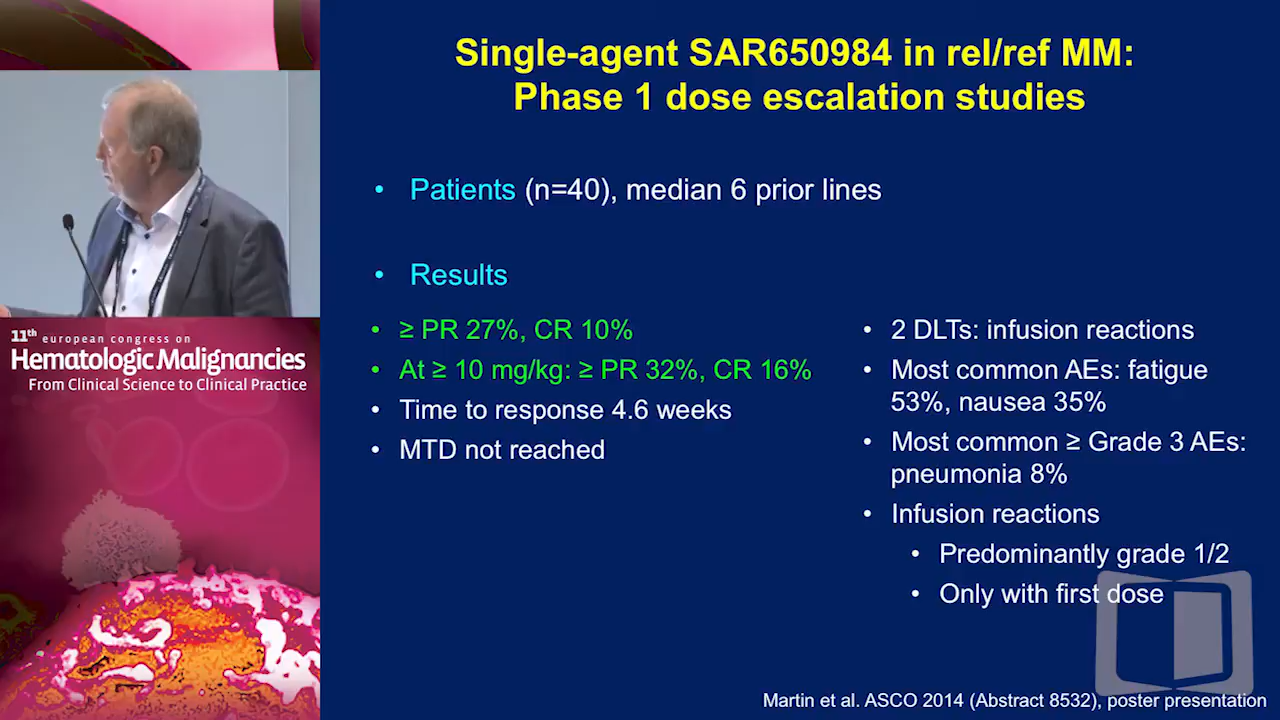 Single-agent SAR650984 in rel/ref MM:
Phase 1 dose escalation studies
• Patients (n=40), median 6 prior lines
• Results
• ≥ PR 27%, CR 10%
• At ≥ 10 mg/kg: ≥ PR 32%, CR 16%
• Time to response 4.6 weeks
• MTD not reached
• 2 DLTs: infusion reactions
• Most common AEs: fatigue
53%, nausea 35%
• Most common ≥ Grade 3 AEs:
pneumonia 8%
• Infusion reactions
• Predominantly grade 1/2
• Only with first dose
Martin et al. ASCO 2014 (Abstract 8532), poster presentation
11th european congress on
Hematologic Malignancies
From Clinical Science to Clinical Practice